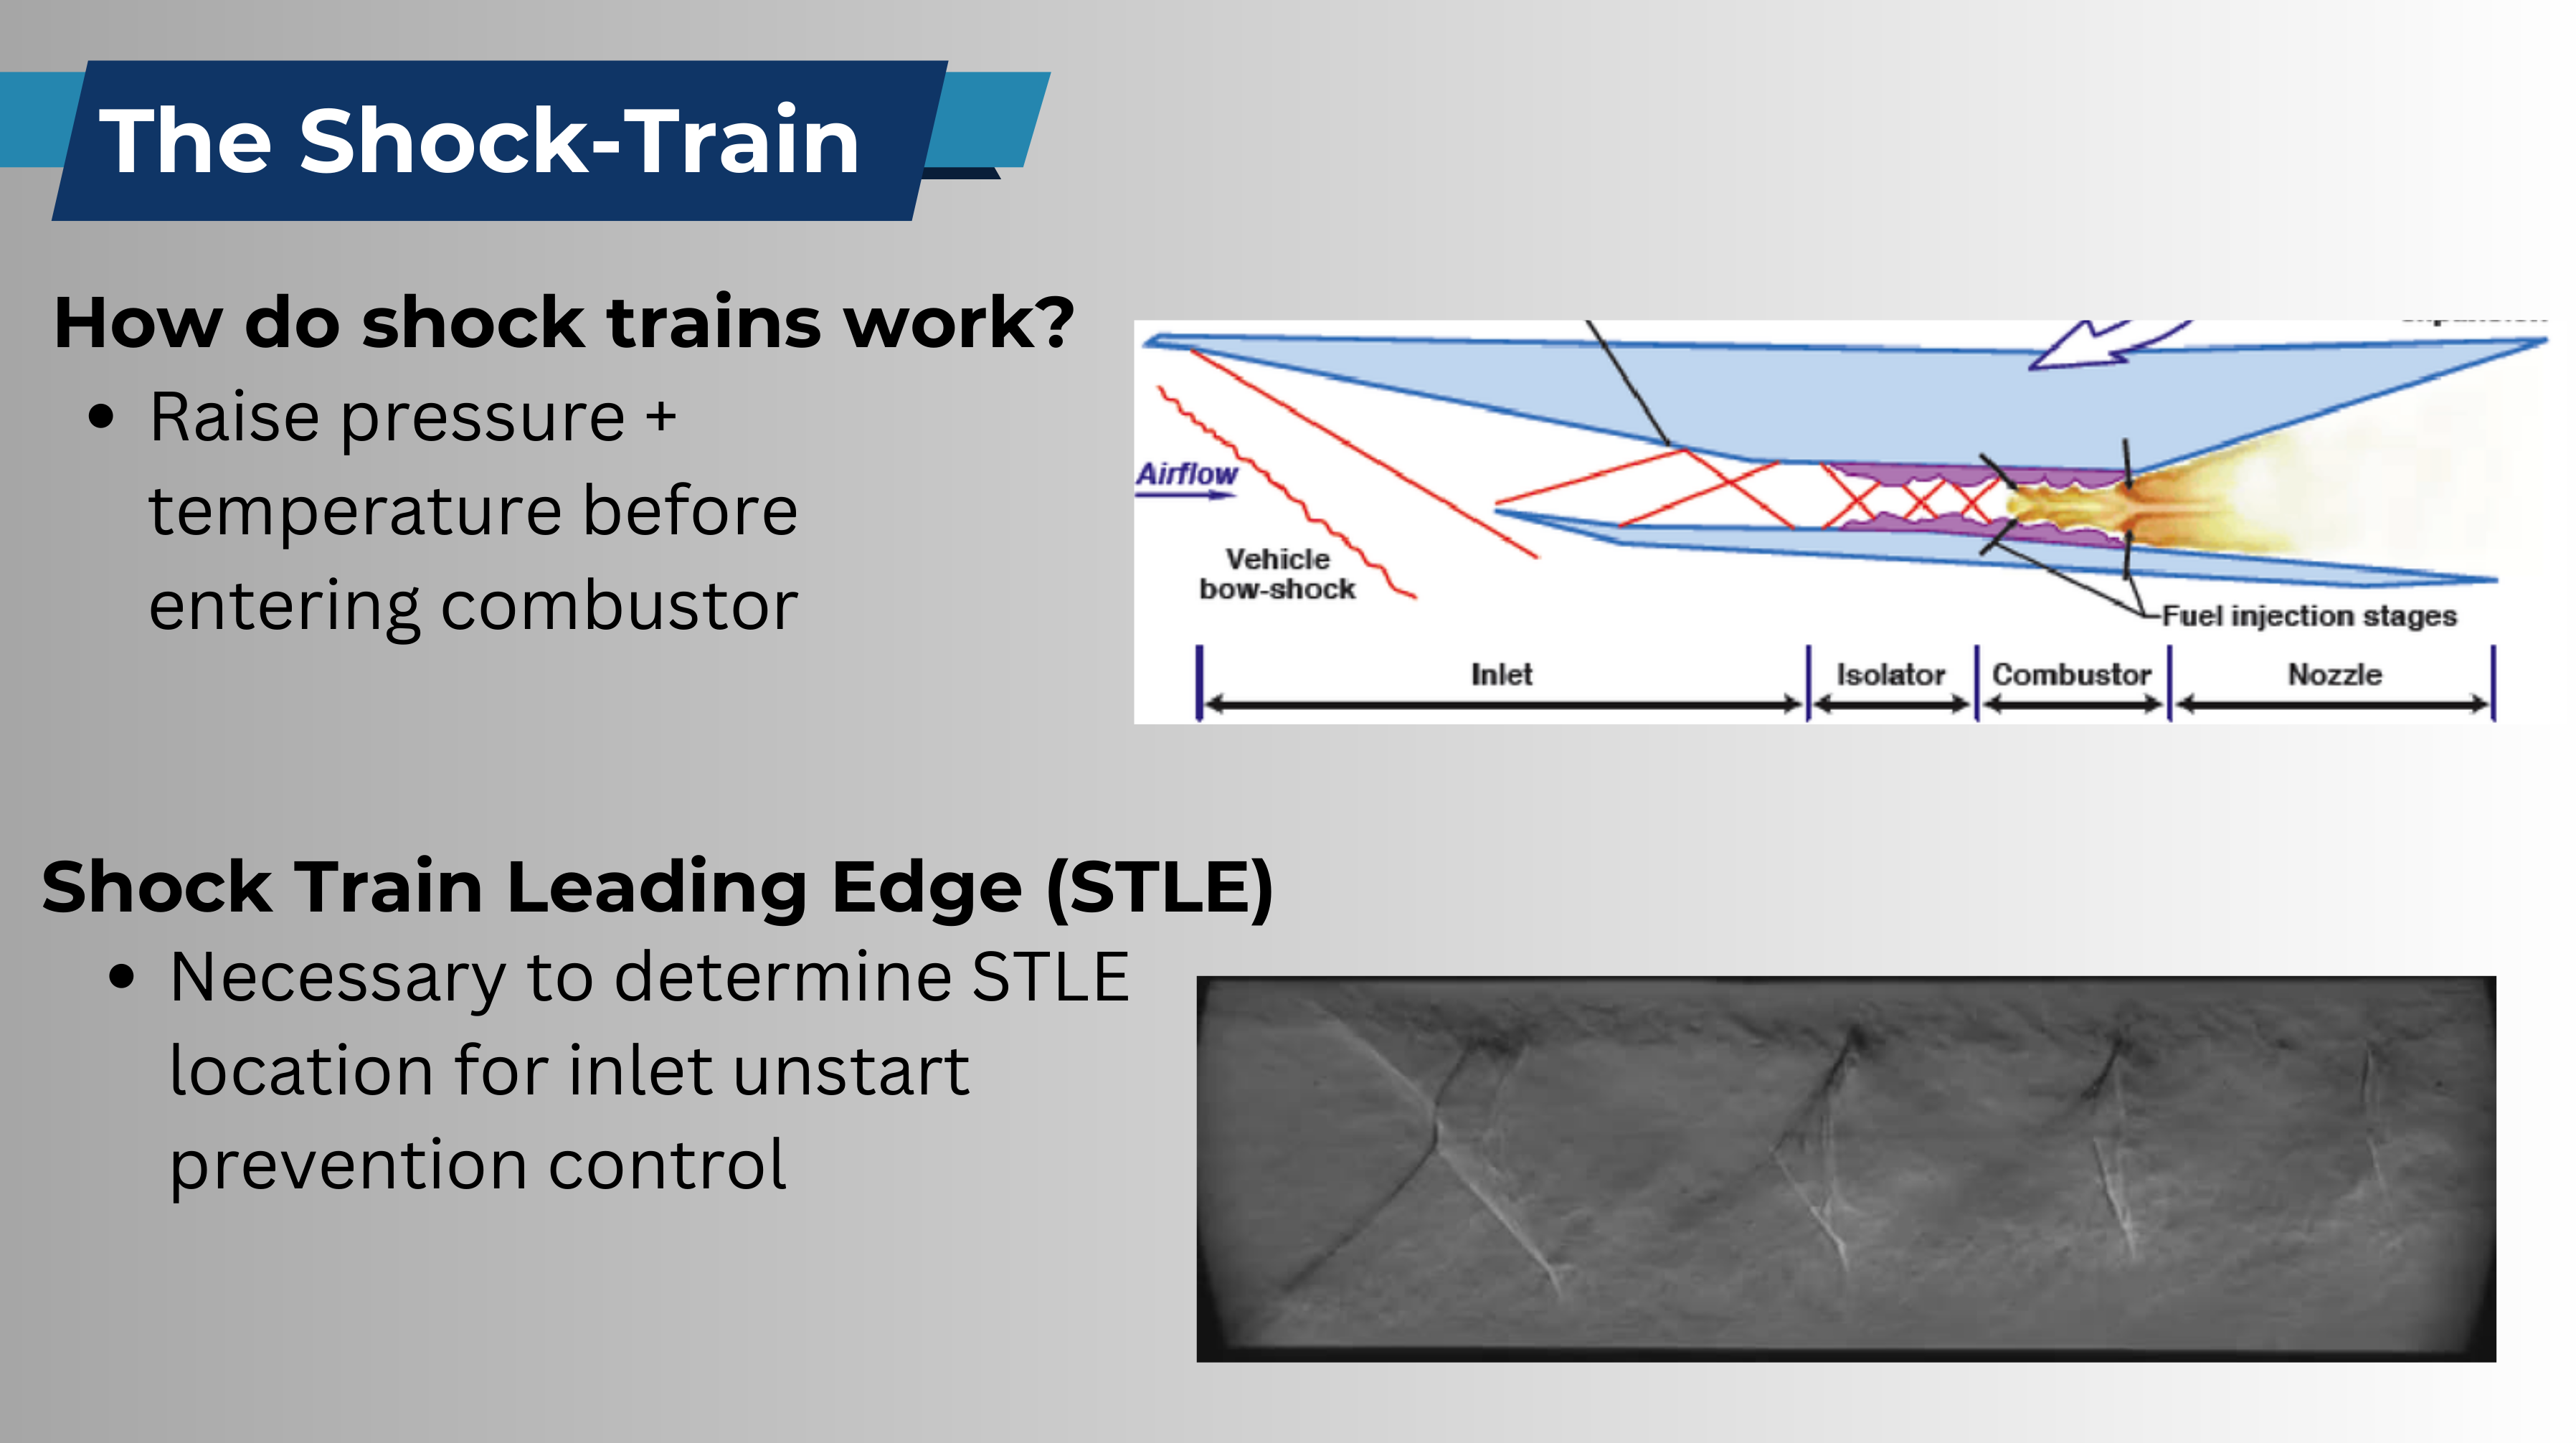 The Shock-Train
How do shock trains work?
• Raise pressure +
temperature before
entering combustor
Airflow
Vehicle
bow-shock
Fuel injection stages
Inlet
Isolator
Combustor
Nozzle
Shock Train Leading Edge (STLE)
• Necessary to determine STLE
location for inlet unstart
prevention control